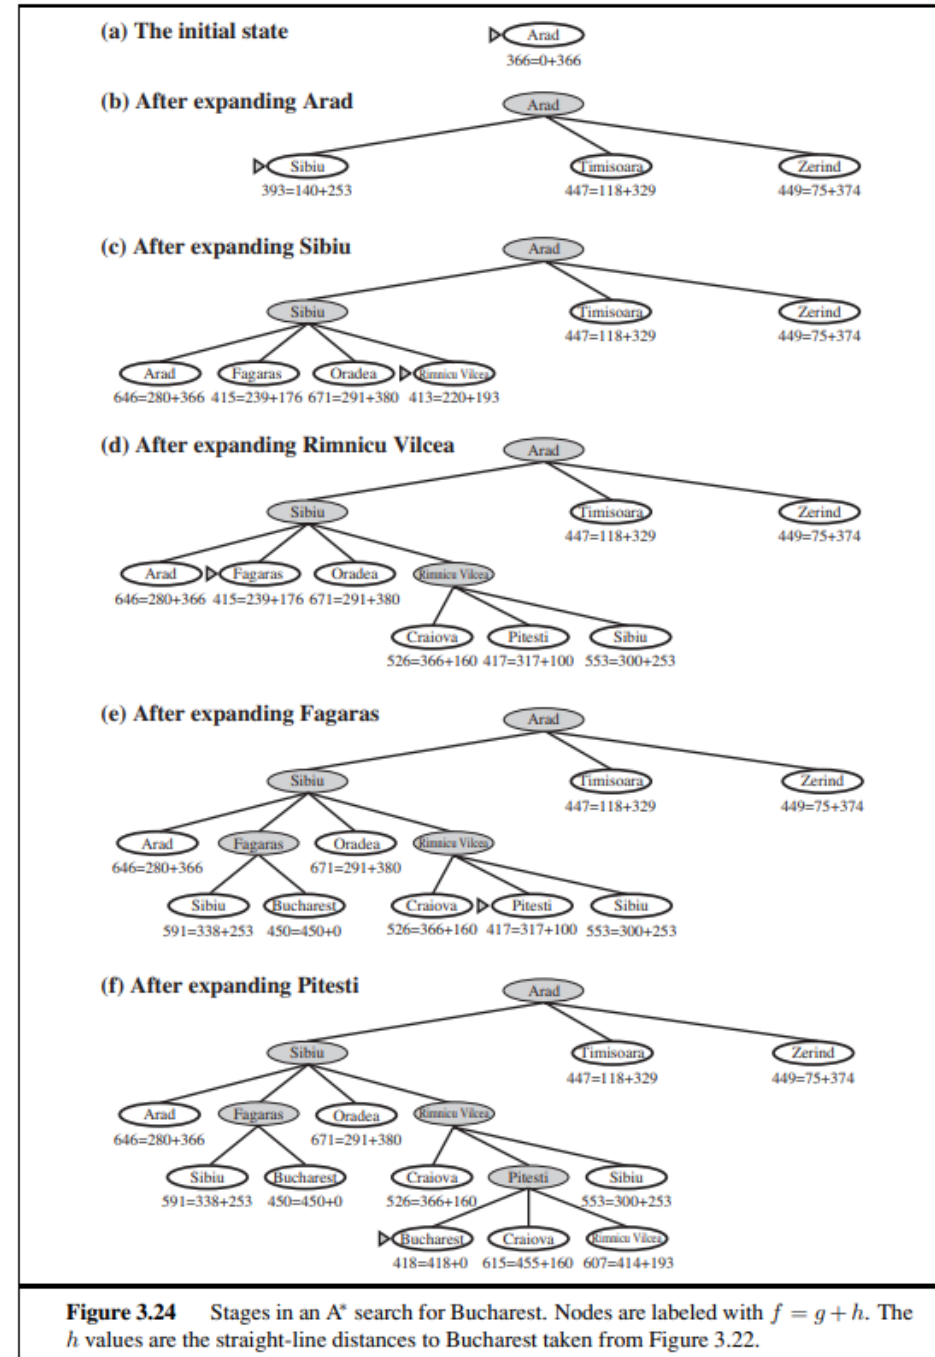 (a) The initial state
Arad
366=0+366
(b) After expanding Arad
Arad
Sibiu Timisoara Zerind
393=140+253 447=118+329 449=75+374
(c) After expanding Sibiu
Arad
Sibiu Timisoara Zerind
447=118+329 449=75+374
Arad Fagaras Oradea Rimnicu Vilcea
646=280+366 415=239+176 671=291+380 413=220+193
(d) After expanding Rimnicu Vilcea
Arad
Sibiu Timisoara Zerind
447=118+329 449=75+374
Arad Fagaras Oradea Rimnicu Vilcea
646=280+366 415=239+176 671=291+380
Craiova Pitesti Sibiu
526=366+160 417=317+100 553=300+253
(e) After expanding Fagaras
Arad
Sibiu Timisoara Zerind
447=118+329 449=75+374
Arad Fagaras Oradea Rimnicu Vilcea
646=280+366 671=291+380
Sibiu Bucharest Craiova Pitesti Sibiu
591=338+253 450=450+0 526=366+160 417=317+100 553=300+253
(f) After expanding Pitesti
Arad
Sibiu Timisoara Zerind
447=118+329 449=75+374
Arad Fagaras Oradea Rimnicu Vilcea
646=280+366 671=291+380
Sibiu Bucharest Craiova Pitesti Sibiu
591=338+253 450=450+0 526=366+160 553=300+253
Bucharest Craiova Rimnicu Vilcea
418=418+0 615=455+160 607=414+193
Figure 3.24 Stages in an A* search for Bucharest. Nodes are labeled with f = g + h. The
h values are the straight-line distances to Bucharest taken from Figure 3.22.